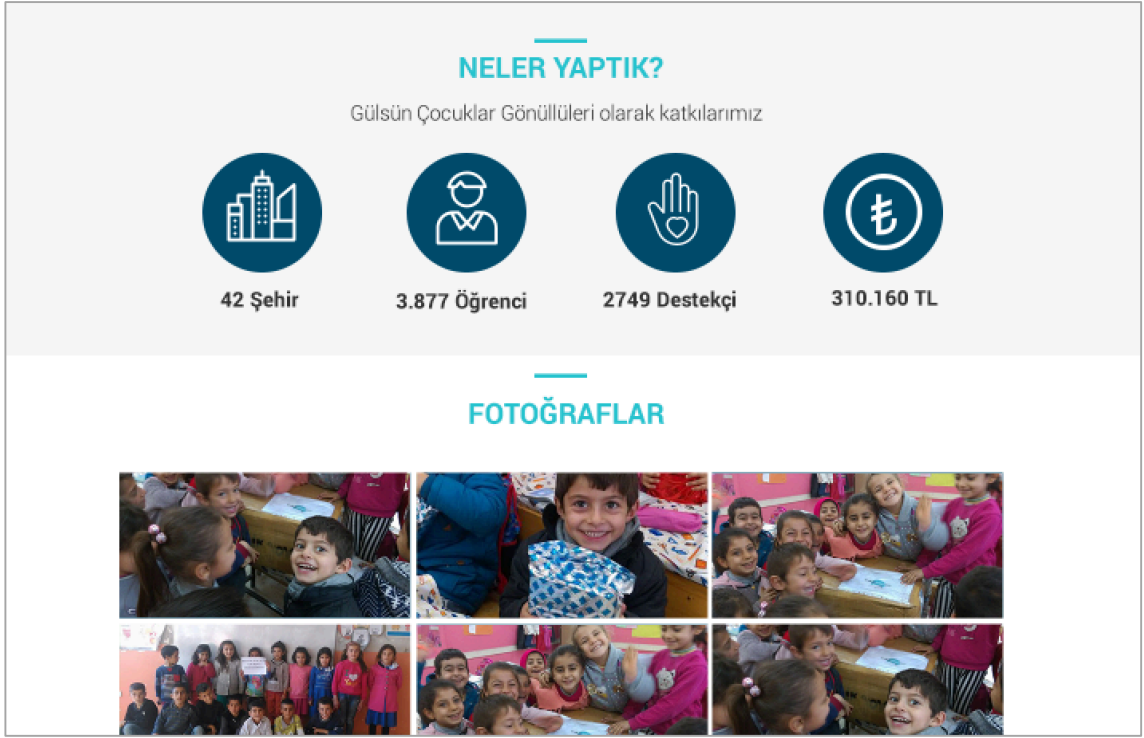 NELER YAPTIK?
Gülsün Çocuklar Gönüllüleri olarak katkılarımız
42 Şehir
3.877 Öğrenci
2749 Destekçi
310.160 TL
FOTOĞRAFLAR